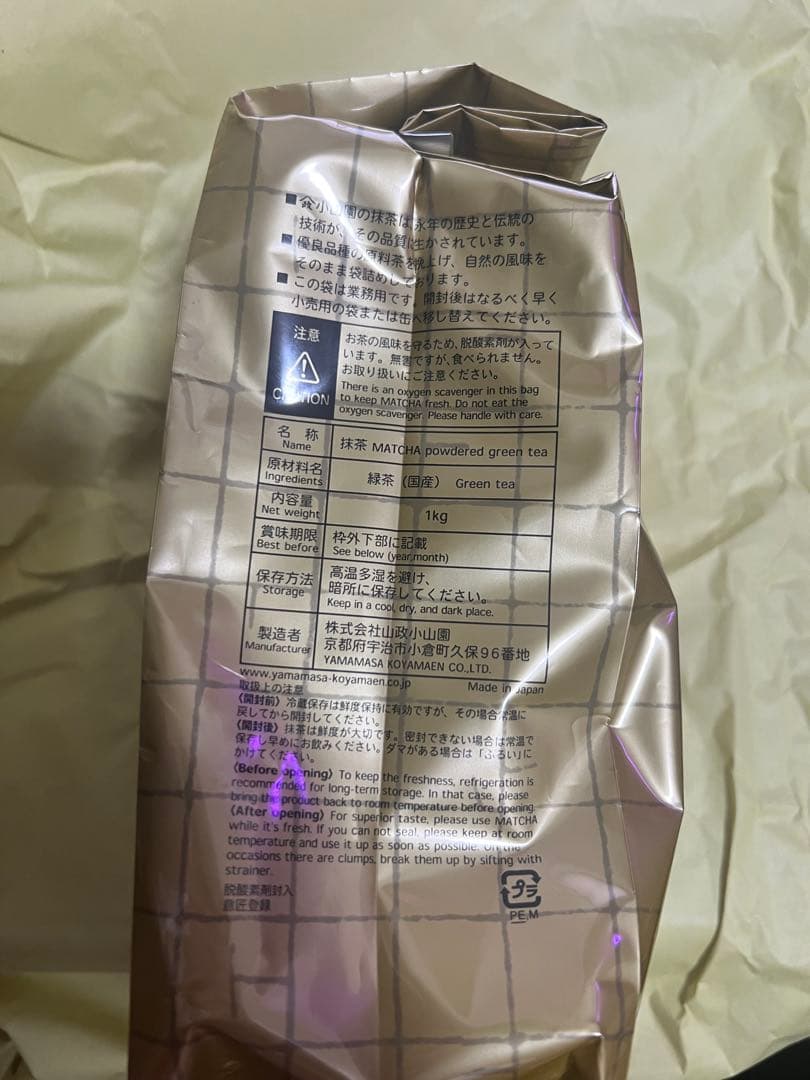 ■ 小山園の抹茶は永年の歴史と伝統の
技術が、その品質に生かされています。
■ 優良品種の原料茶を挽上げ、自然の風味を
そのまま袋詰めしております。
■ この袋は業務用です。開封後はなるべく早く
小売用の袋または缶へ移し替えてください。
注意
CAUTION
お茶の風味を守るため、脱酸素剤が入って
います。無害ですが、食べられません。
お取り扱いにご注意ください。
There is an oxygen scavenger in this bag
to keep MATCHA fresh. Do not eat the
oxygen scavenger. Please handle with care.
名 称
Name
抹茶 MATCHA powdered green tea
原材料名
Ingredients
緑茶（国産） Green tea
内容量
Net weight
1kg
賞味期限
Best before
枠外下部に記載
See below (year,month)
保存方法
Storage
高温多湿を避け、
暗所に保存してください。
Keep in a cool, dry, and dark place.
製造者
Manufacturer
株式会社山政小山園
京都府宇治市小倉町久保96番地
YAMAMASA KOYAMAEN CO.,LTD.
www.yamamasa-koyamaen.co.jp Made in Japan
取扱上の注意
〈開封前〉冷蔵保存は鮮度保持に有効ですが、その場合常温に
戻してから開封してください。
〈開封後〉抹茶は鮮度が大切です。密封できない場合は常温で
保存し早めにお飲みください。ダマがある場合は「ふるい」に
かけてください。
〈Before opening〉To keep the freshness, refrigeration is
recommended for long-term storage. In that case, please
bring the product back to room temperature before opening.
〈After opening〉For superior taste, please use MATCHA
while it's fresh. If you can not seal, please keep at room
temperature and use it up as soon as possible. On the
occasions there are clumps, break them up by sifting with
strainer.
脱酸素剤封入
意匠登録
プラ
PE,M